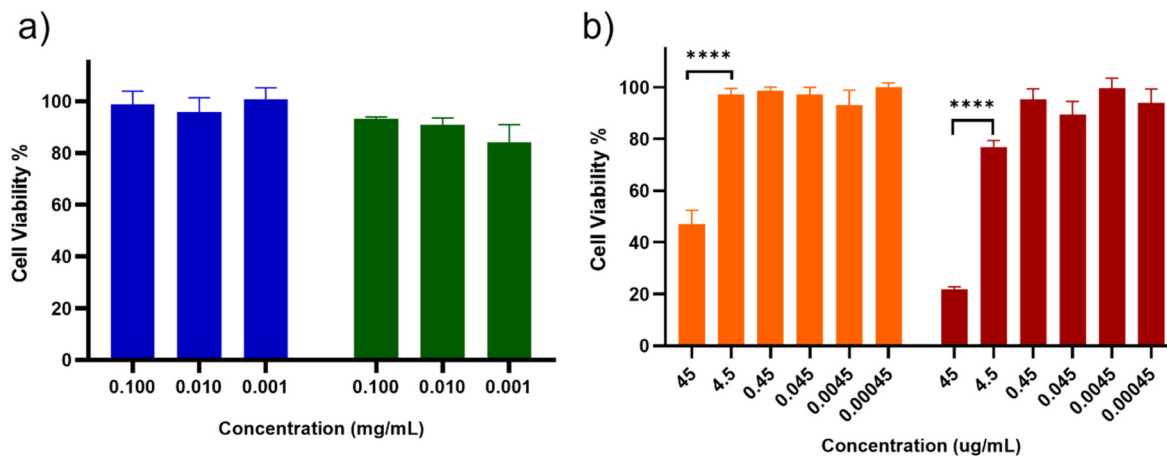 a)
Cell Viability %
100
80
60
40
20
0
0.100 0.010 0.001 0.100 0.010 0.001
Concentration (mg/mL)
b)
Cell Viability %
100
80
60
40
20
0
**** ****
45 4.5 0.45 0.045 0.0045 0.00045 45 4.5 0.45 0.045 0.0045 0.00045
Concentration (ug/mL)